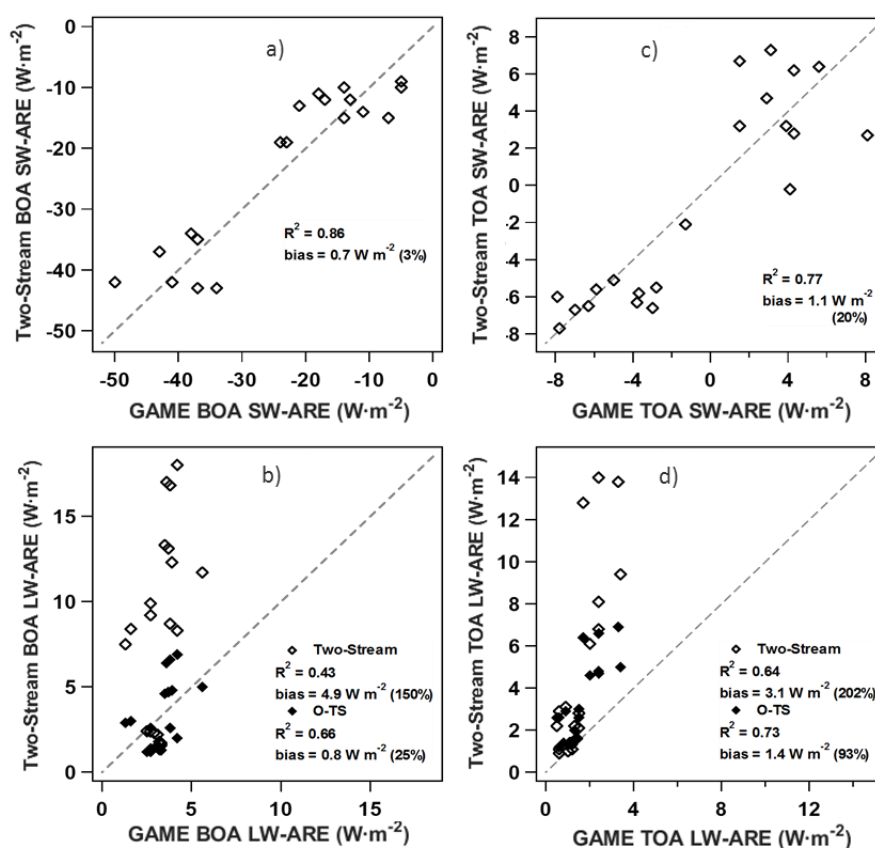 a)
Two-Stream BOA SW-ARE (W·m⁻²)
0
-10
-20
-30
-40
-50
R² = 0.86
bias = 0.7 W m⁻² (3%)
-50 -40 -30 -20 -10 0
GAME BOA SW-ARE (W·m⁻²)
c)
Two-Stream TOA SW-ARE (W·m⁻²)
8
6
4
2
0
-2
-4
-6
-8
R² = 0.77
bias = 1.1 W m⁻²
(20%)
-8 -4 0 4 8
GAME TOA SW-ARE (W·m⁻²)
b)
Two-Stream BOA LW-ARE (W·m⁻²)
15
10
5
0
Two-Stream
R² = 0.43
bias = 4.9 W m⁻² (150%)
O-TS
R² = 0.66
bias = 0.8 W m⁻² (25%)
0 5 10 15
GAME BOA LW-ARE (W·m⁻²)
d)
Two-Stream TOA LW-ARE (W·m⁻²)
14
12
10
8
6
4
2
0
Two-Stream
R² = 0.64
bias = 3.1 W m⁻² (202%)
O-TS
R² = 0.73
bias = 1.4 W m⁻² (93%)
0 4 8 12
GAME TOA LW-ARE (W·m⁻²)